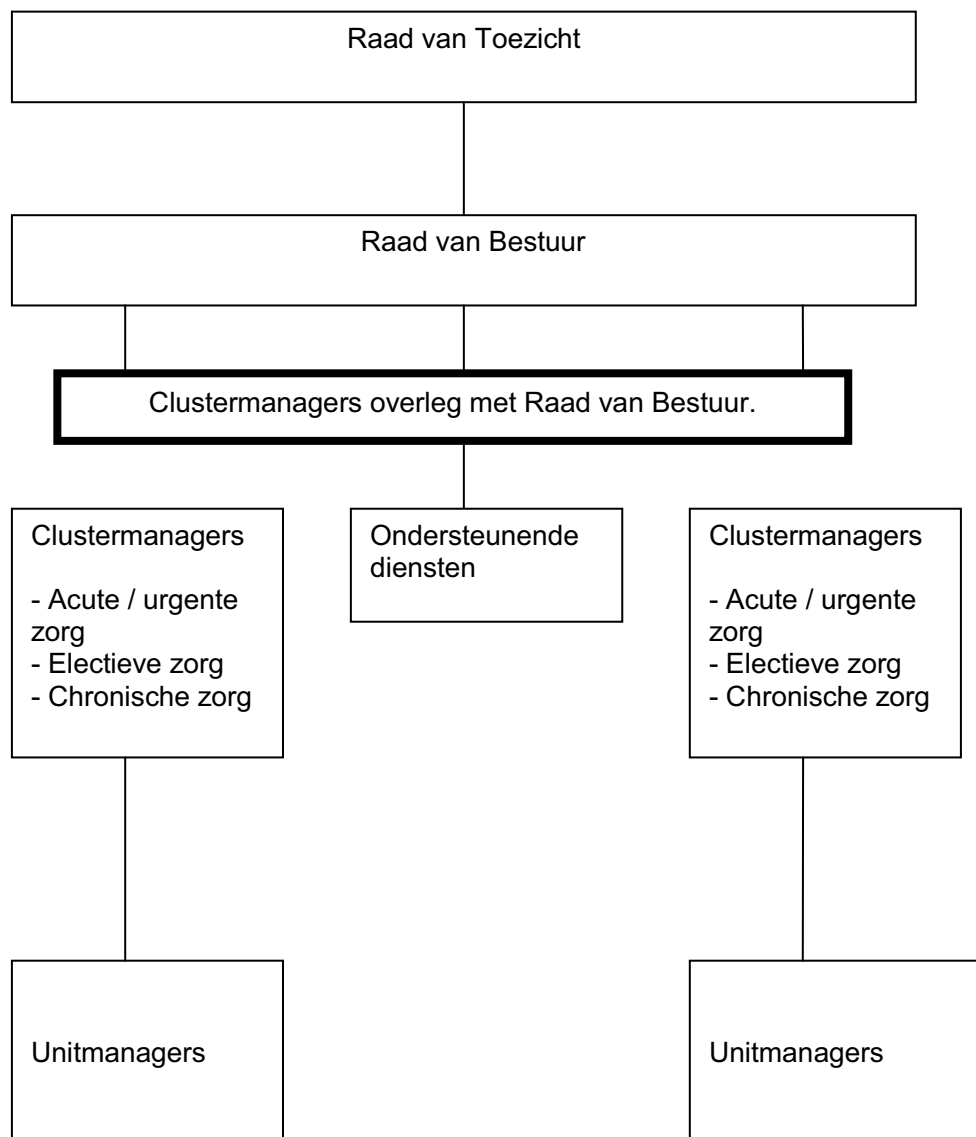 Raad van Toezicht
Raad van Bestuur
Clustermanagers overleg met Raad van Bestuur.
Clustermanagers
- Acute / urgente
zorg
- Electieve zorg
- Chronische zorg
Ondersteunende
diensten
Clustermanagers
- Acute / urgente
zorg
- Electieve zorg
- Chronische zorg
Unitmanagers
Unitmanagers